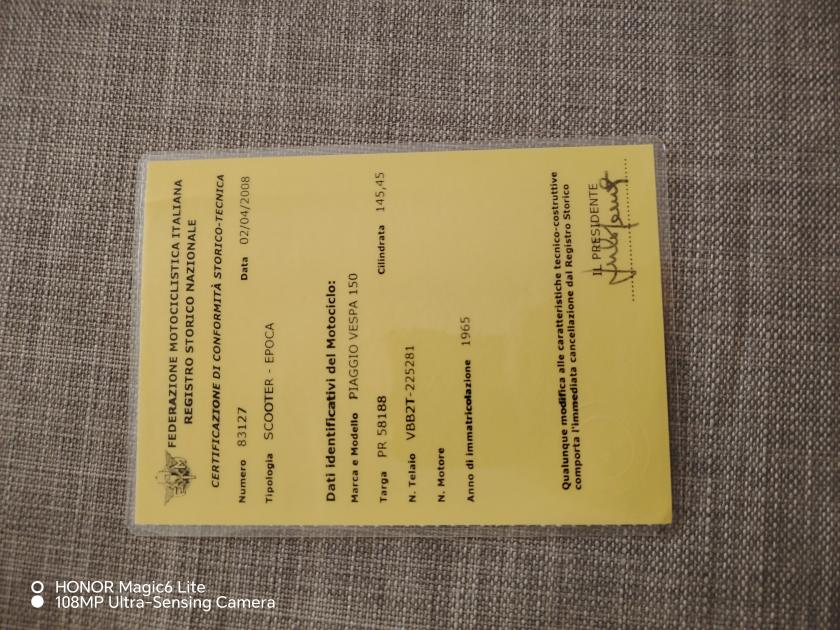 FEDERAZIONE MOTOCICLISTICA ITALIANA
REGISTRO STORICO NAZIONALE
CERTIFICAZIONE DI CONFORMITÀ STORICO-TECNICA
Numero 83127 Data 02/04/2008
Tipologia SCOOTER - EPOCA
Dati identificativi del Motociclo:
Marca e Modello PIAGGIO VESPA 150
Targa PR 58188 Cilindrata 145,45
N. Telaio VBB2T-225281
N. Motore
Anno di immatricolazione 1965
Qualunque modifica alle caratteristiche tecnico-costruttive
comporta l'immediata cancellazione dal Registro Storico
IL PRESIDENTE
HONOR Magic6 Lite
108MP Ultra-Sensing Camera